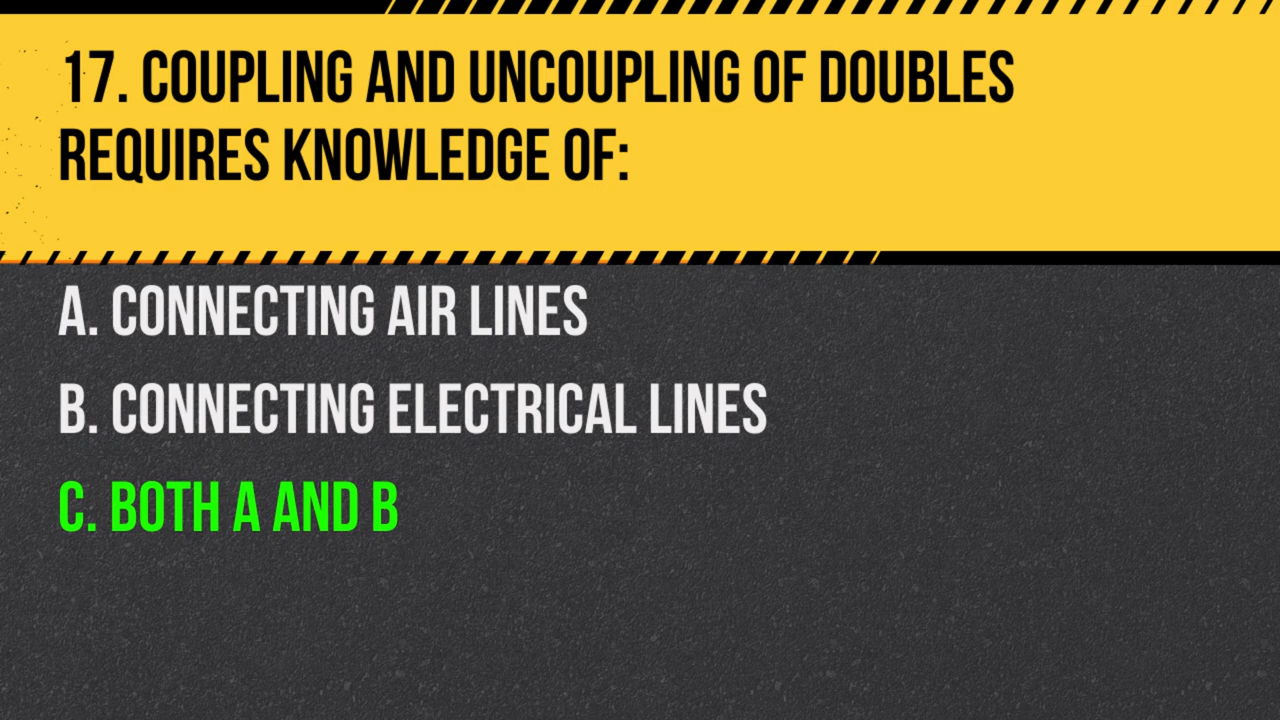 17. COUPLING AND UNCOUPLING OF DOUBLES
REQUIRES KNOWLEDGE OF:
A. CONNECTING AIR LINES
B. CONNECTING ELECTRICAL LINES
C. BOTH A AND B